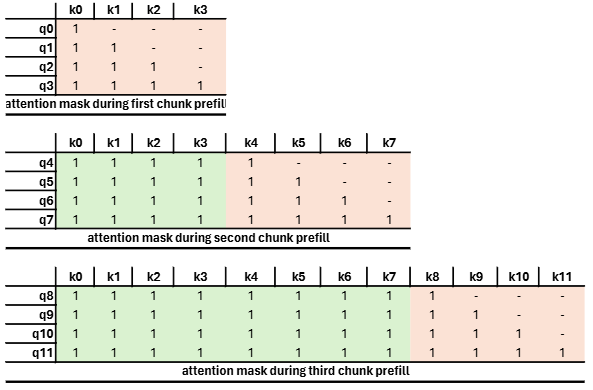 k0 k1 k2 k3
q0 1 - - -
q1 1 1 - -
q2 1 1 1 -
q3 1 1 1 1
attention mask during first chunk prefill
k0 k1 k2 k3 k4 k5 k6 k7
q4 1 1 1 1 1 - - -
q5 1 1 1 1 1 1 - -
q6 1 1 1 1 1 1 1 -
q7 1 1 1 1 1 1 1 1
attention mask during second chunk prefill
k0 k1 k2 k3 k4 k5 k6 k7 k8 k9 k10 k11
q8 1 1 1 1 1 1 1 1 1 - - -
q9 1 1 1 1 1 1 1 1 1 1 - -
q10 1 1 1 1 1 1 1 1 1 1 1 -
q11 1 1 1 1 1 1 1 1 1 1 1 1
attention mask during third chunk prefill